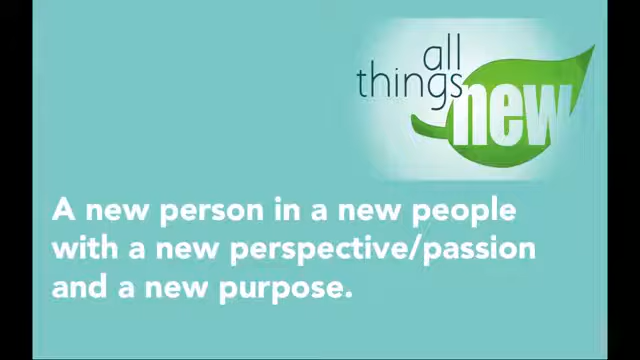 all
things
new
A new person in a new people
with a new perspective/passion
and a new purpose.